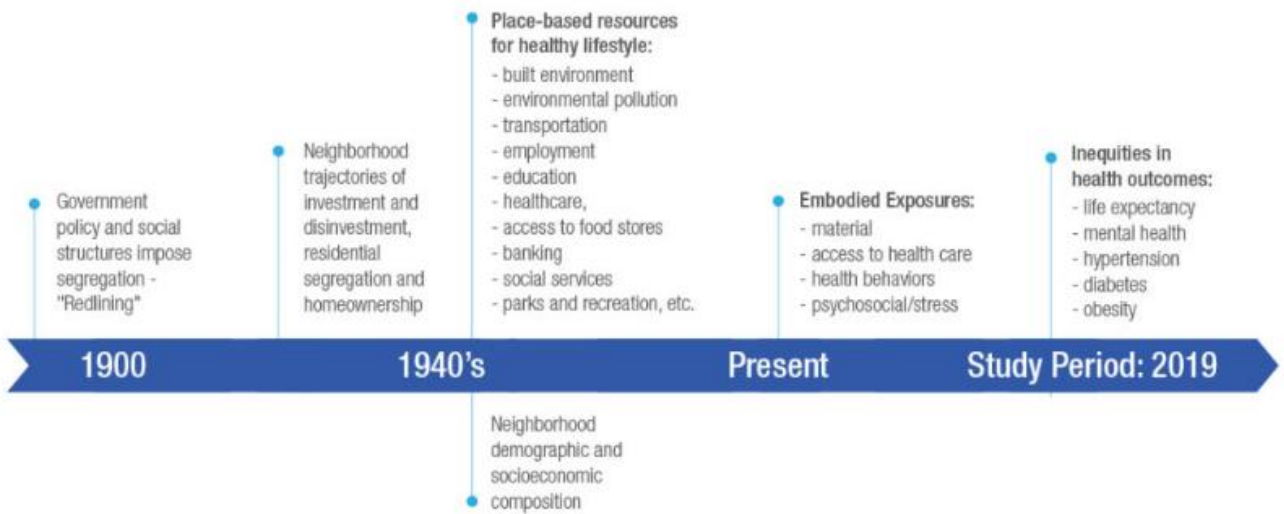 Government
policy and social
structures impose
segregation -
"Redlining"
Neighborhood
trajectories of
investment and
disinvestment,
residential
segregation and
homeownership
Place-based resources
for healthy lifestyle:
- built environment
- environmental pollution
- transportation
- employment
- education
- healthcare,
- access to food stores
- banking
- social services
- parks and recreation, etc.
Embodied Exposures:
- material
- access to health care
- health behaviors
- psychosocial/stress
Inequities in
health outcomes:
- life expectancy
- mental health
- hypertension
- diabetes
- obesity
1900
1940's
Present
Study Period: 2019
Neighborhood
demographic and
socioeconomic
composition